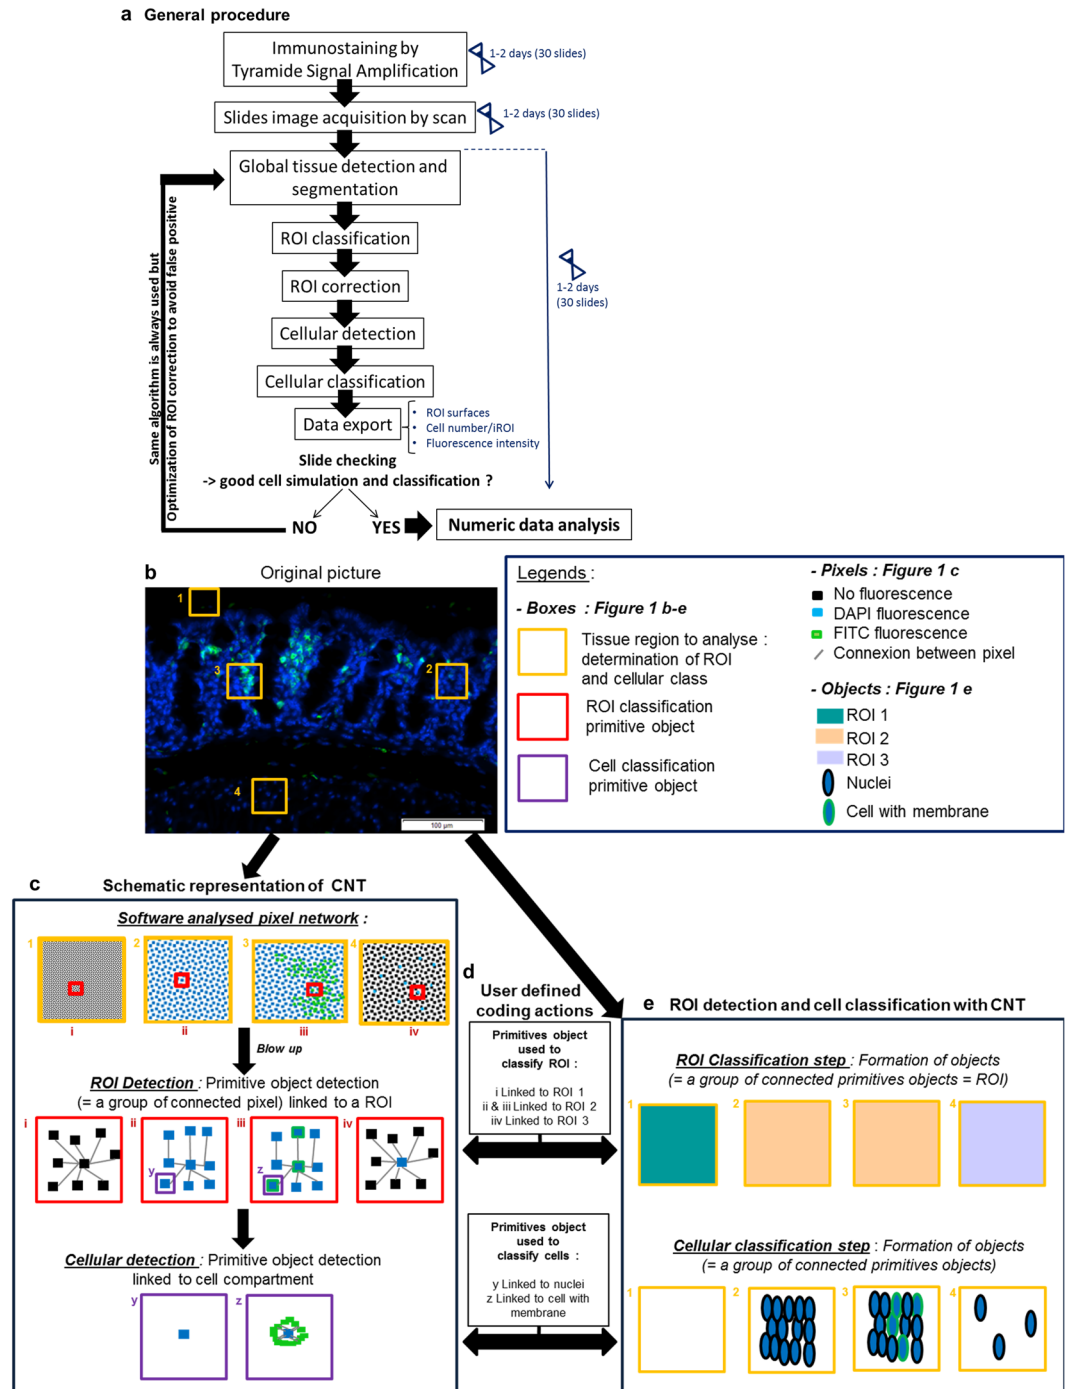 a General procedure
Immunostaining by
Tyramide Signal Amplification
1-2 days (30 slides)
Slides image acquisition by scan
1-2 days (30 slides)
Global tissue detection and
segmentation
ROI classification
ROI correction
Cellular detection
Cellular classification
Data export
• ROI surfaces
• Cell number/iROI
• Fluorescence intensity
1-2 days
(30 slides)
Same algorithm is always used but
Optimization of ROI correction to avoid false positive
Slide checking
-> good cell simulation and classification ?
NO
YES
Numeric data analysis
b Original picture
1
3
2
4
100 µm
Legends :
- Boxes : Figure 1 b-e
Tissue region to analyse :
determination of ROI
and cellular class
ROI classification
primitive object
Cell classification
primitive object
- Pixels : Figure 1 c
No fluorescence
DAPI fluorescence
FITC fluorescence
Connexion between pixel
- Objects : Figure 1 e
ROI 1
ROI 2
ROI 3
Nuclei
Cell with membrane
c Schematic representation of CNT
Software analysed pixel network :
1 2 3 4
i ii iii iv
Blow up
ROI Detection : Primitive object detection
(= a group of connected pixel) linked to a ROI
i ii iii iv
y z
Cellular detection : Primitive object detection
linked to cell compartment
y z
d
User defined
coding actions
Primitives object
used to
classify ROI :
i Linked to ROI 1
ii & iii Linked to ROI 2
iiv Linked to ROI 3
Primitives object
used to
classify cells :
y Linked to nuclei
z Linked to cell with
membrane
e ROI detection and cell classification with CNT
ROI Classification step : Formation of objects
(= a group of connected primitives objects = ROI)
1 2 3 4
Cellular classification step : Formation of objects
(= a group of connected primitives objects)
1 2 3 4